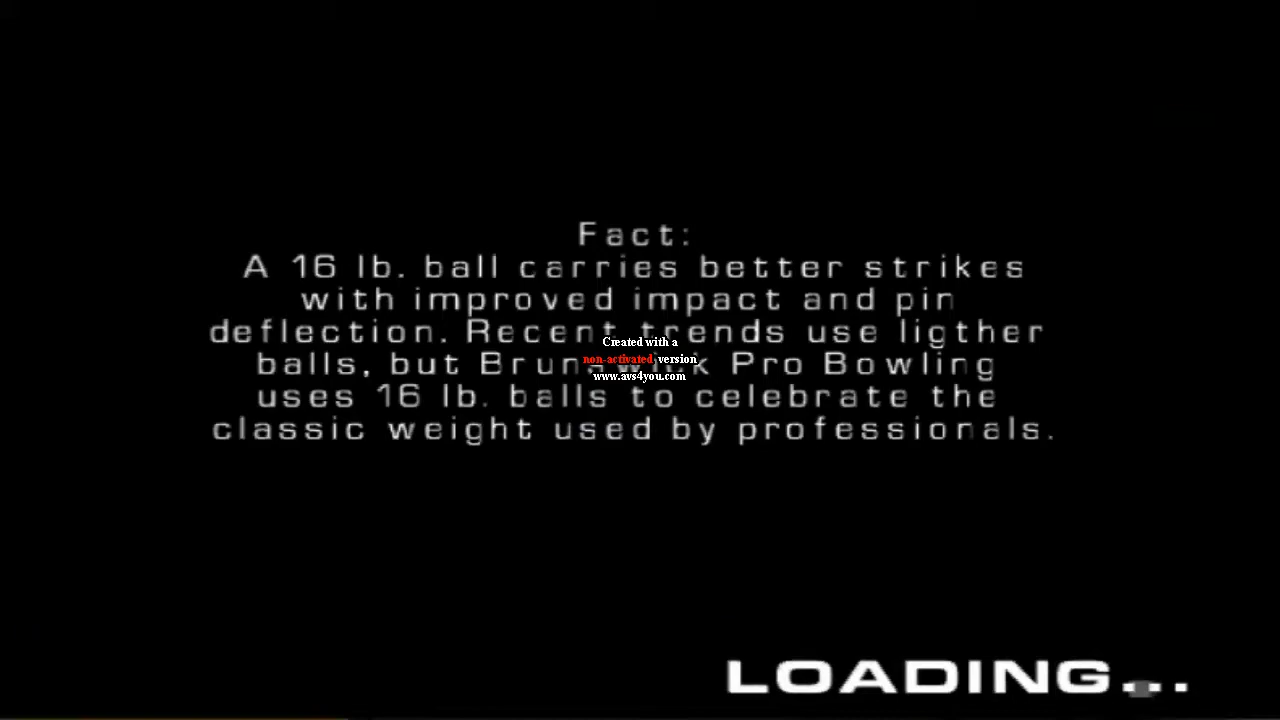 Fact:
A 16 lb. ball carries better strikes
with improved impact and pin
deflection. Recent trends use ligther
balls, but Brunswick Pro Bowling
uses 16 lb. balls to celebrate the
classic weight used by professionals.
Created with a
non-activated version
www.avs4you.com
LOADING...